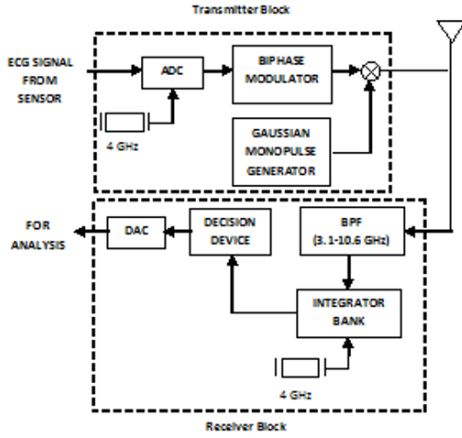 Transmitter Block
ECG SIGNAL
FROM
SENSOR
ADC
BIPHASE
MODULATOR
4 GHz
GAUSSIAN
MONOPULSE
GENERATOR
FOR
ANALYSIS
DAC
DECISION
DEVICE
BPF
(3.1-10.6 GHz)
INTEGRATOR
BANK
4 GHz
Receiver Block